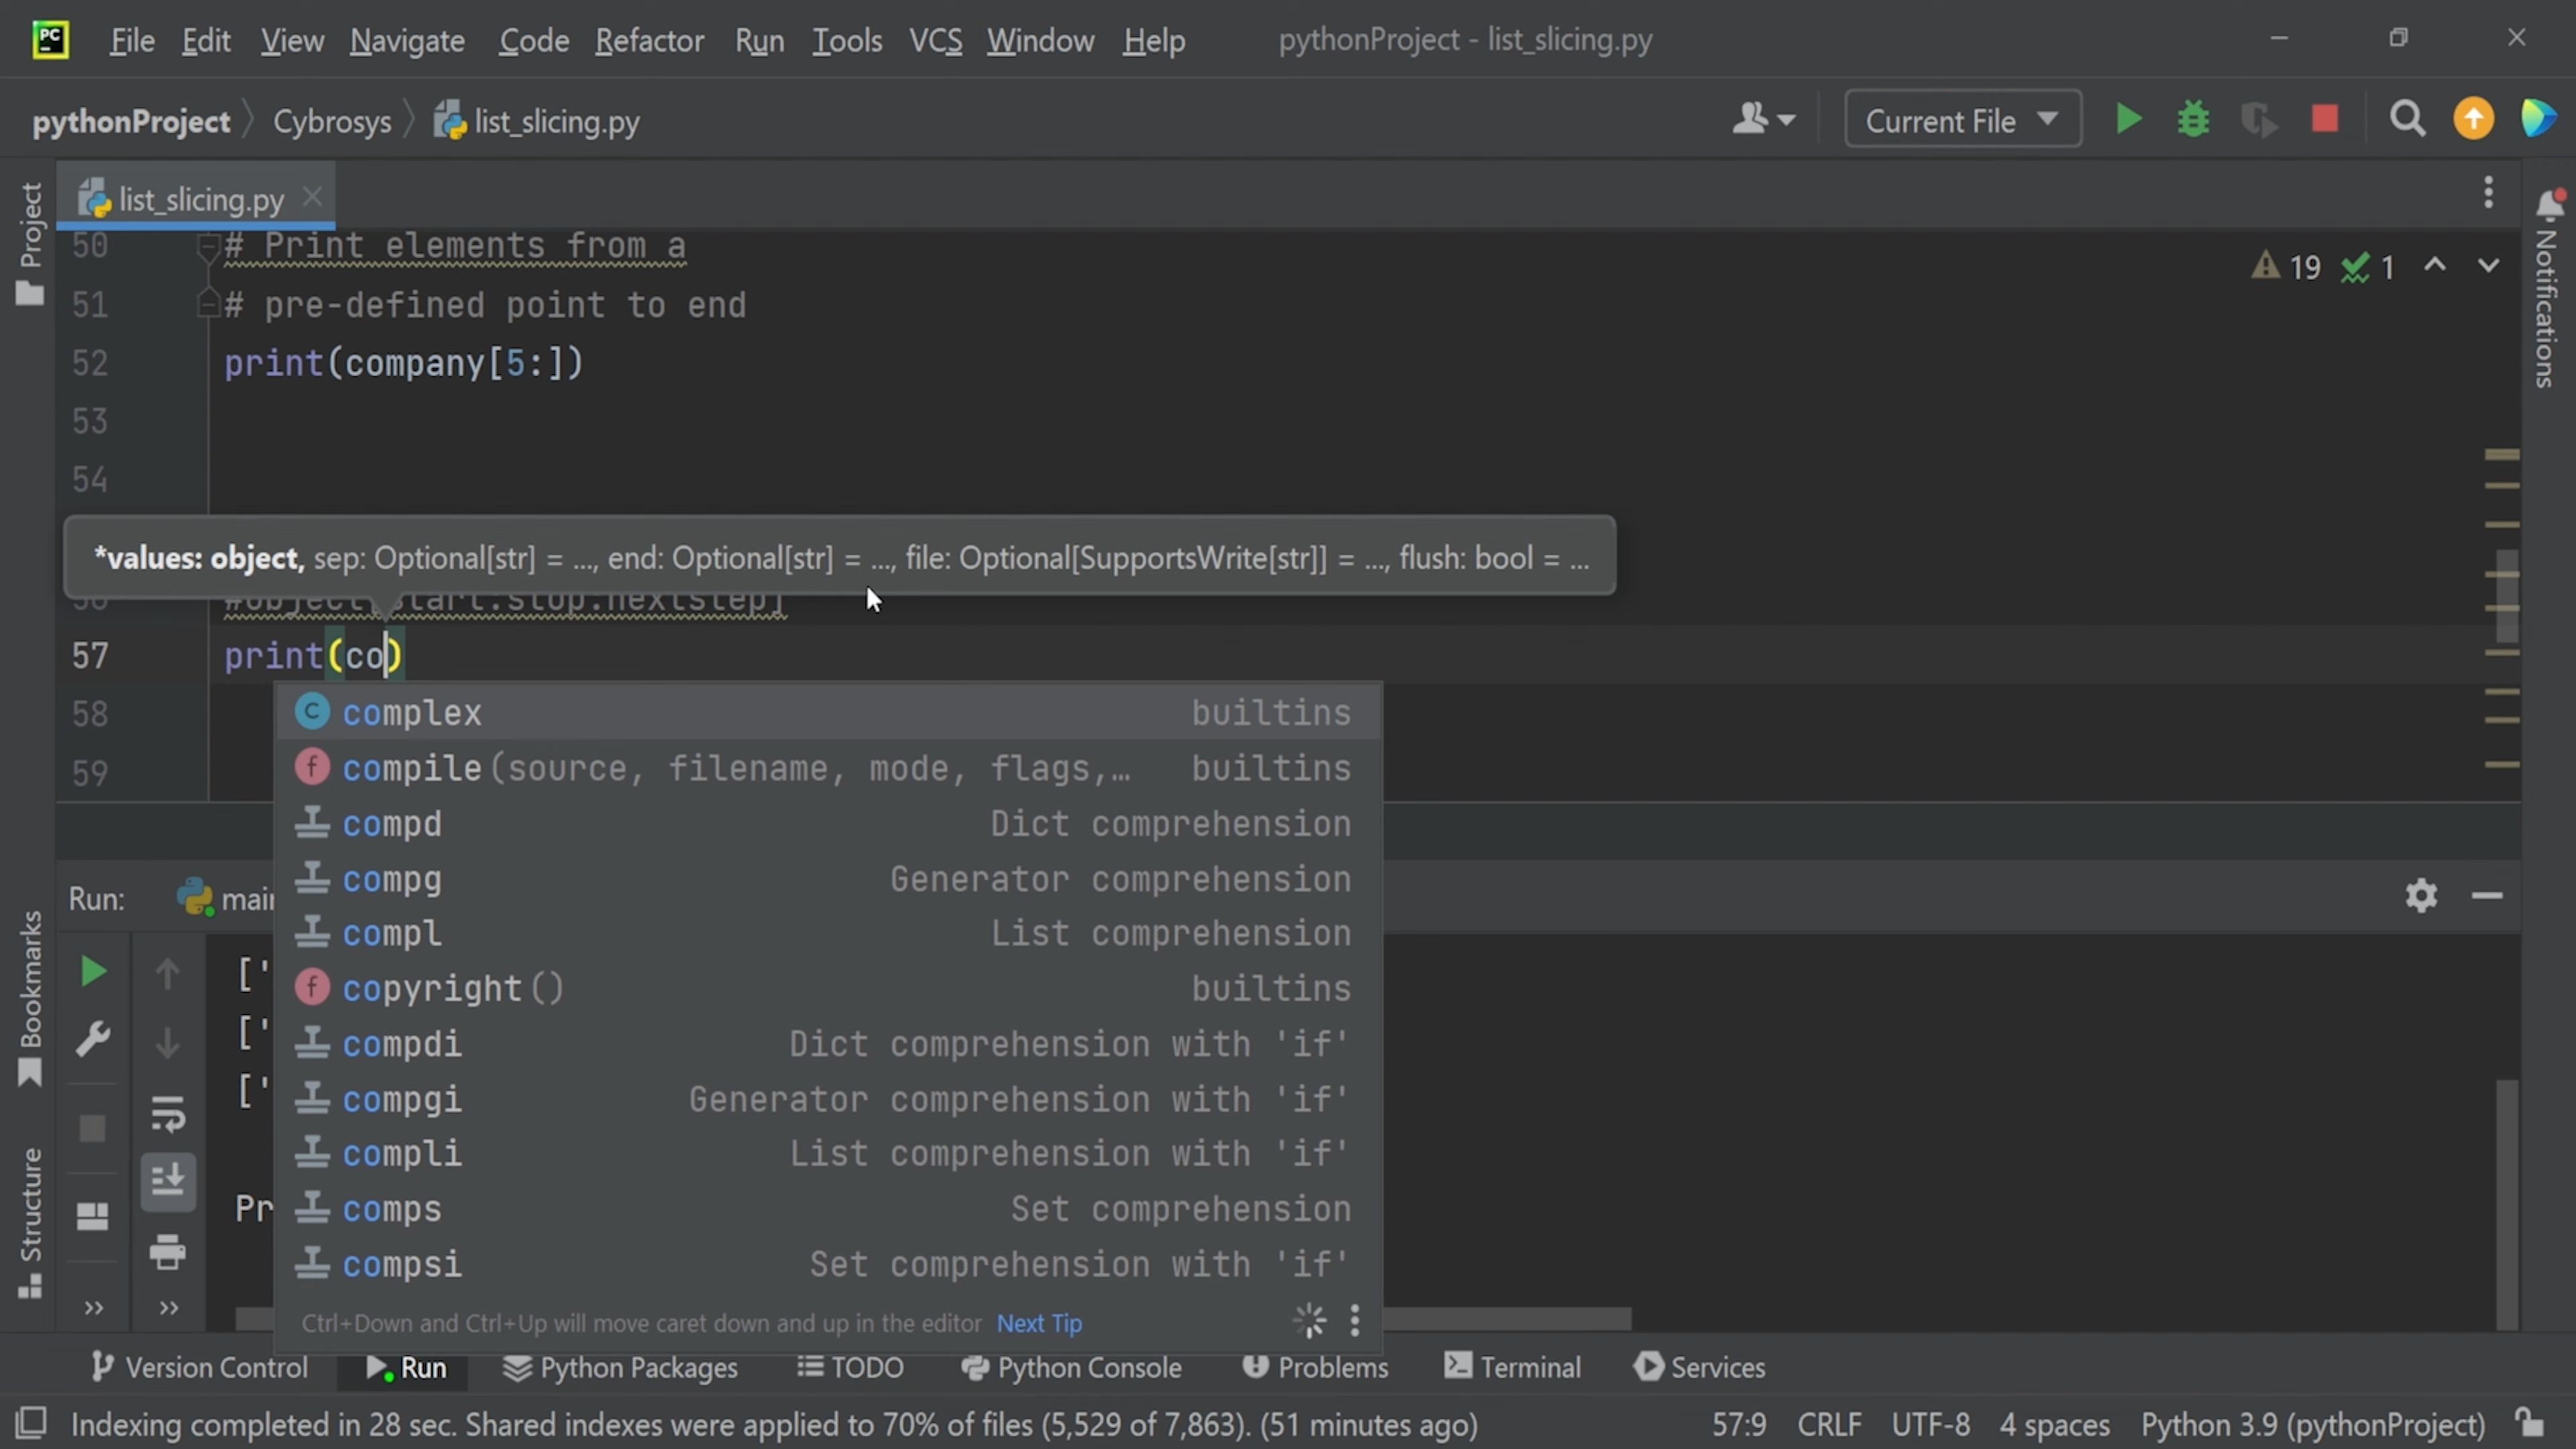 PC File Edit View Navigate Code Refactor Run Tools VCS Window Help pythonProject - list_slicing.py
pythonProject Cybrosys list_slicing.py Current File
Project
list_slicing.py
Notifications
50 # Print elements from a
19 1
51 # pre-defined point to end
52 print(company[5:])
53
54
*values: object, sep: Optional[str] = ..., end: Optional[str] = ..., file: Optional[SupportsWrite[str]] = ..., flush: bool = ...
#object[start:stop:nextstep]
57 print(co)
58
59
complex builtins
compile(source, filename, mode, flags,… builtins
compd Dict comprehension
compg Generator comprehension
compl List comprehension
copyright() builtins
compdi Dict comprehension with 'if'
compgi Generator comprehension with 'if'
compli List comprehension with 'if'
comps Set comprehension
compsi Set comprehension with 'if'
Ctrl+Down and Ctrl+Up will move caret down and up in the editor Next Tip
Run:
['
['
['
Pr
Bookmarks
Structure
Version Control Run Python Packages TODO Python Console Problems Terminal Services
Indexing completed in 28 sec. Shared indexes were applied to 70% of files (5,529 of 7,863). (51 minutes ago) 57:9 CRLF UTF-8 4 spaces Python 3.9 (pythonProject)